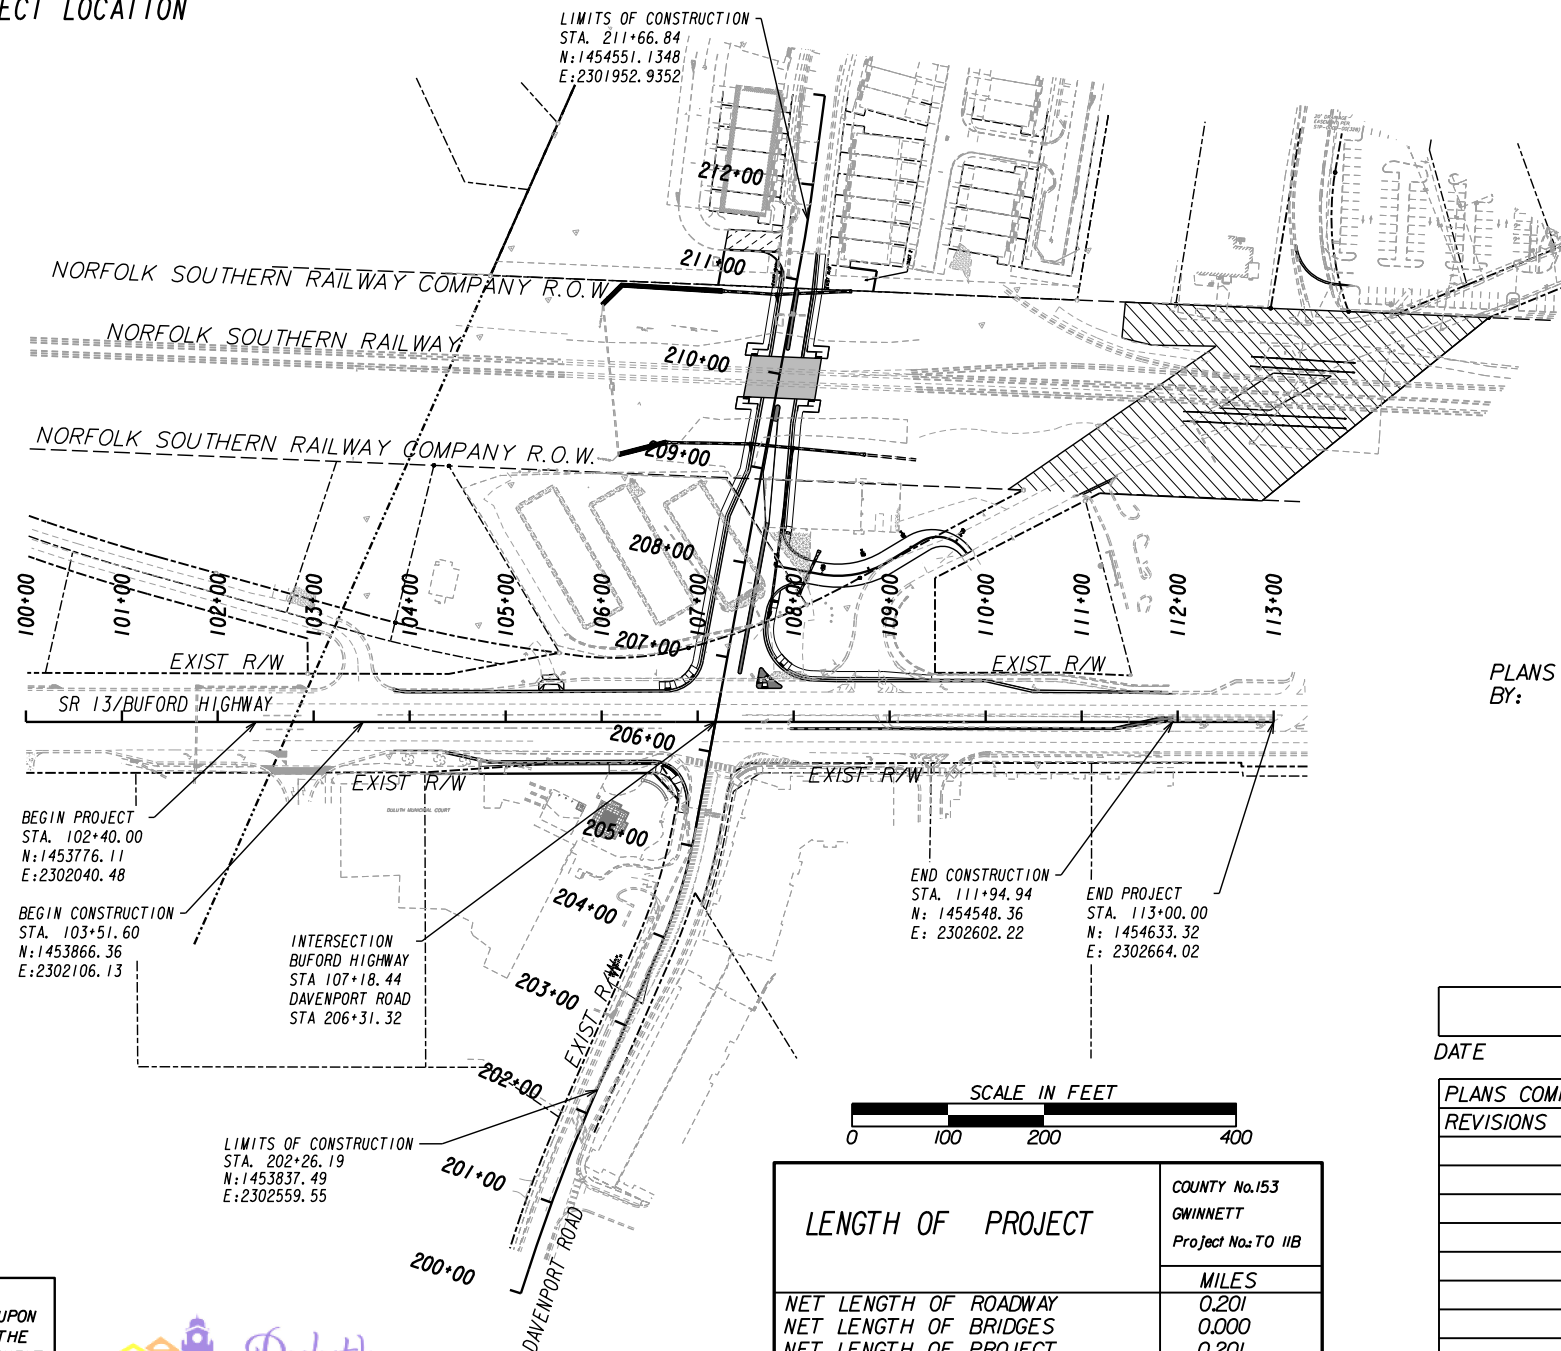 ECT LOCATION
LIMITS OF CONSTRUCTION
STA. 211+66.84
N:1454551.1348
E:2301952.9352
212+00
211+00
NORFOLK SOUTHERN RAILWAY COMPANY R.O.W
NORFOLK SOUTHERN RAILWAY
210+00
NORFOLK SOUTHERN RAILWAY COMPANY R.O.W.
209+00
208+00
100+00
101+00
102+00
103+00
104+00
105+00
106+00
107+00
108+00
109+00
110+00
111+00
112+00
113+00
207+00
EXIST R/W
EXIST R/W
PLANS
BY:
SR 13/BUFORD HIGHWAY
206+00
EXIST R/W
EXIST R/W
DULUTH MUNICIPAL COURT
BEGIN PROJECT
STA. 102+40.00
N:1453776.11
E:2302040.48
205+00
BEGIN CONSTRUCTION
STA. 103+51.60
N:1453866.36
E:2302106.13
204+00
INTERSECTION
BUFORD HIGHWAY
STA 107+18.44
DAVENPORT ROAD
STA 206+31.32
END CONSTRUCTION
STA. 111+94.94
N: 1454548.36
E: 2302602.22
END PROJECT
STA. 113+00.00
N: 1454633.32
E: 2302664.02
203+00
EXIST R/W
202+00
LIMITS OF CONSTRUCTION
STA. 202+26.19
N:1453837.49
E:2302559.55
201+00
200+00
DAVENPORT ROAD
SCALE IN FEET
0 100 200 400
DATE
PLANS COM
REVISIONS
LENGTH OF PROJECT
COUNTY No.153
GWINNETT
Project No.: TO 11B
MILES
NET LENGTH OF ROADWAY 0.201
NET LENGTH OF BRIDGES 0.000
NET LENGTH OF PROJECT 0.201
UPON
THE